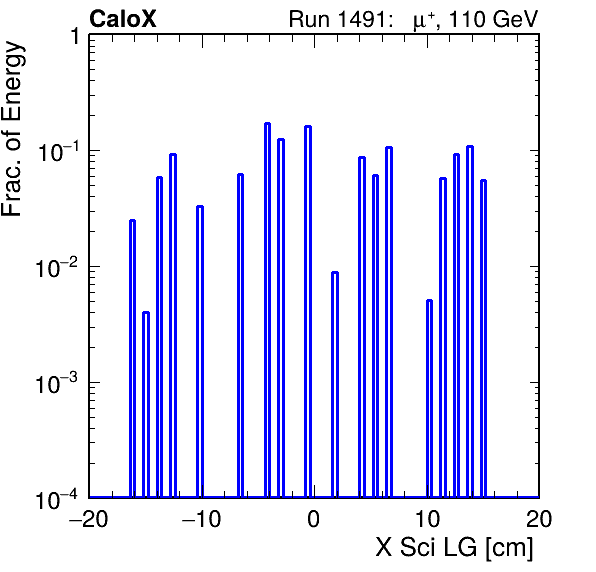 CaloX Run 1491: μ⁺, 110 GeV
Frac. of Energy
1
10⁻¹
10⁻²
10⁻³
10⁻⁴
−20 −10 0 10 20
X Sci LG [cm]